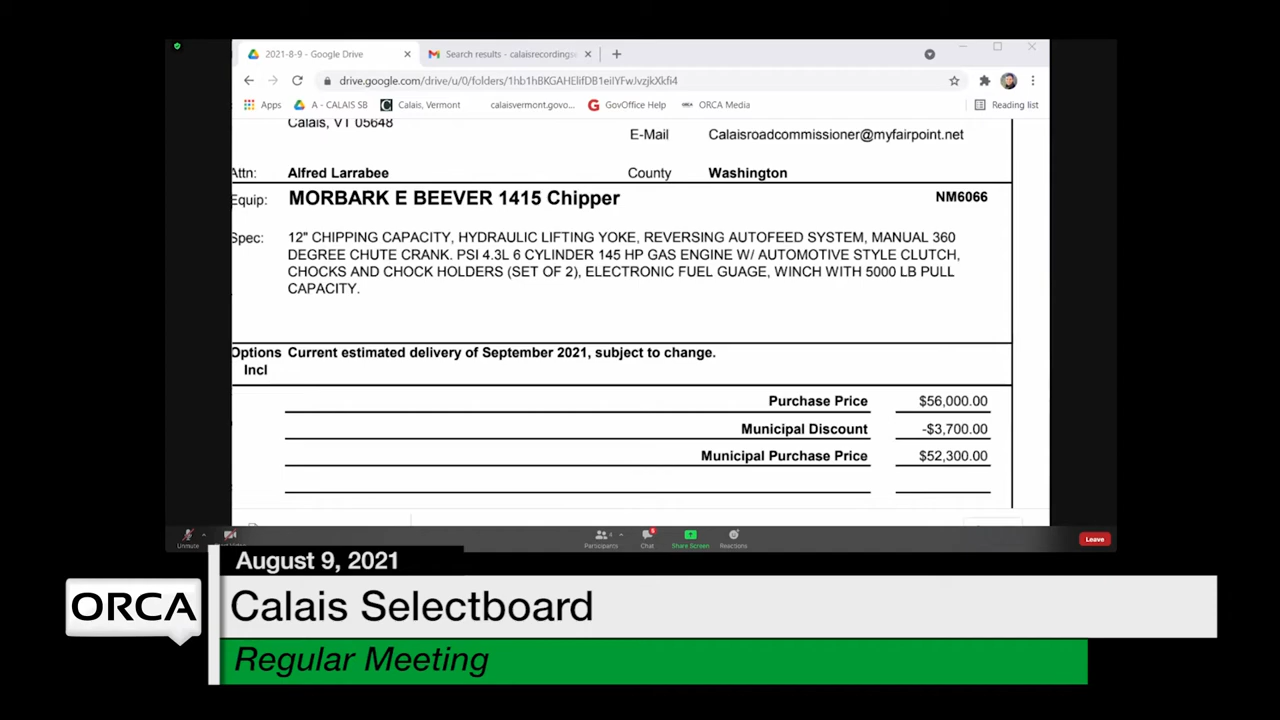 2021-8-9 - Google Drive
Search results - calaisrecordings
drive.google.com/drive/u/0/folders/1hb1hBKGAHElifDB1eiIYFwJvzjkXkfi4
Apps A - CALAIS SB Calais, Vermont calaisvermont.govo... GovOffice Help ORCA Media Reading list
Calais, VT 05648
E-Mail Calaisroadcommissioner@myfairpoint.net
Attn: Alfred Larrabee County Washington
Equip: MORBARK E BEEVER 1415 Chipper NM6066
Spec: 12" CHIPPING CAPACITY, HYDRAULIC LIFTING YOKE, REVERSING AUTOFEED SYSTEM, MANUAL 360
DEGREE CHUTE CRANK. PSI 4.3L 6 CYLINDER 145 HP GAS ENGINE W/ AUTOMOTIVE STYLE CLUTCH,
CHOCKS AND CHOCK HOLDERS (SET OF 2), ELECTRONIC FUEL GUAGE, WINCH WITH 5000 LB PULL
CAPACITY.
Options Current estimated delivery of September 2021, subject to change.
Incl
Purchase Price $56,000.00
Municipal Discount -$3,700.00
Municipal Purchase Price $52,300.00
Unmute Participants Chat Share Screen Reactions Leave
August 9, 2021
ORCA Calais Selectboard
Regular Meeting